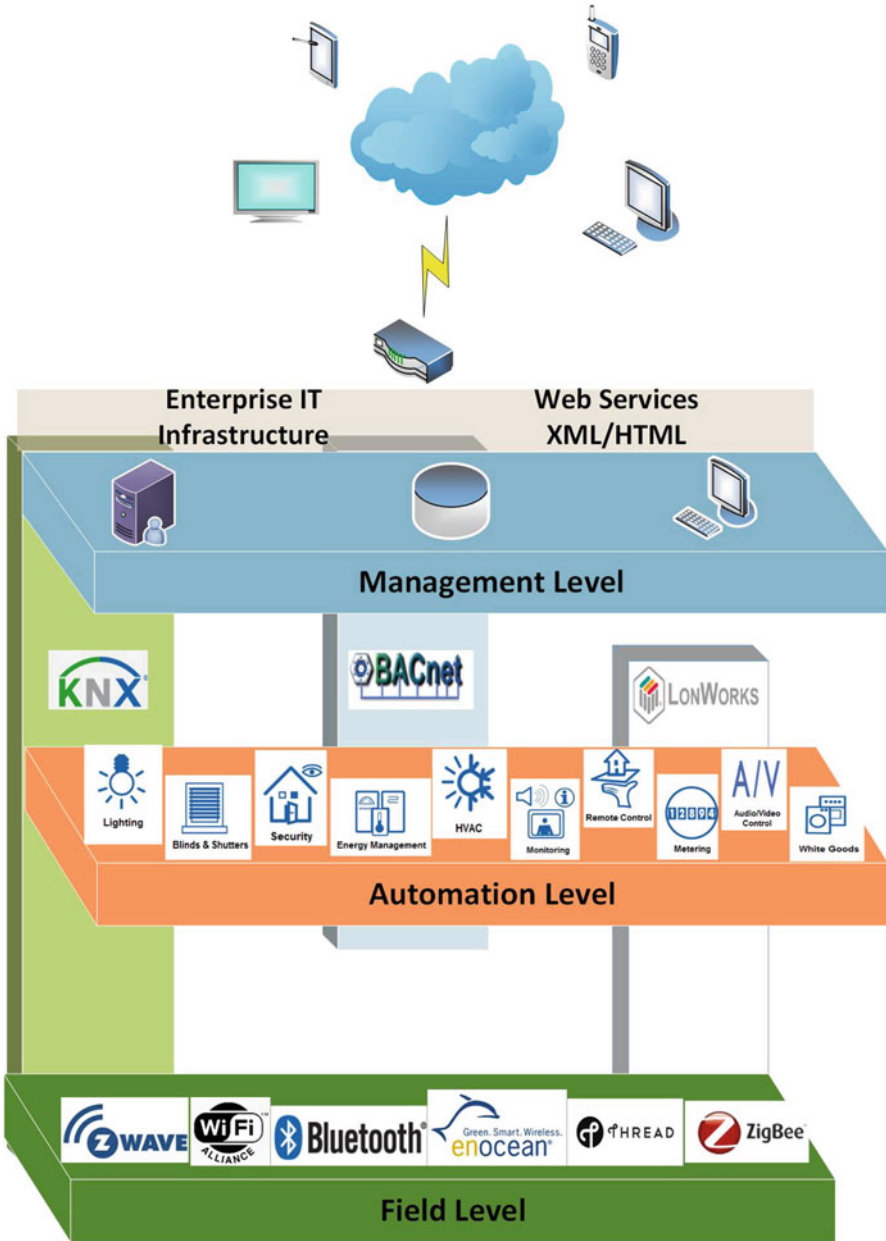 Enterprise IT
Infrastructure
Web Services
XML/HTML
Management Level
KNX
BACnet
LONWORKS
Lighting
Blinds & Shutters
Security
Energy Management
HVAC
Monitoring
Remote Control
12894
Metering
A/V
Audio/Video
Control
White Goods
Automation Level
Z WAVE
WiFi
ALLIANCE
Bluetooth
Green. Smart. Wireless.
enocean
THREAD
Z
ZigBee
Field Level